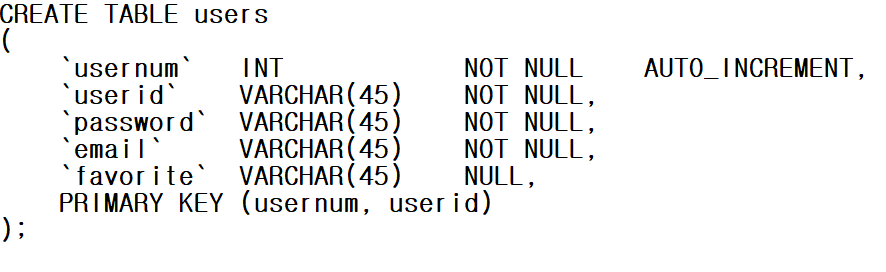 CREATE TABLE users
(
    `usernum`   INT            NOT NULL    AUTO_INCREMENT,
    `userid`    VARCHAR(45)    NOT NULL,
    `password`  VARCHAR(45)    NOT NULL,
    `email`     VARCHAR(45)    NOT NULL,
    `favorite`  VARCHAR(45)    NULL,
    PRIMARY KEY (usernum, userid)
);